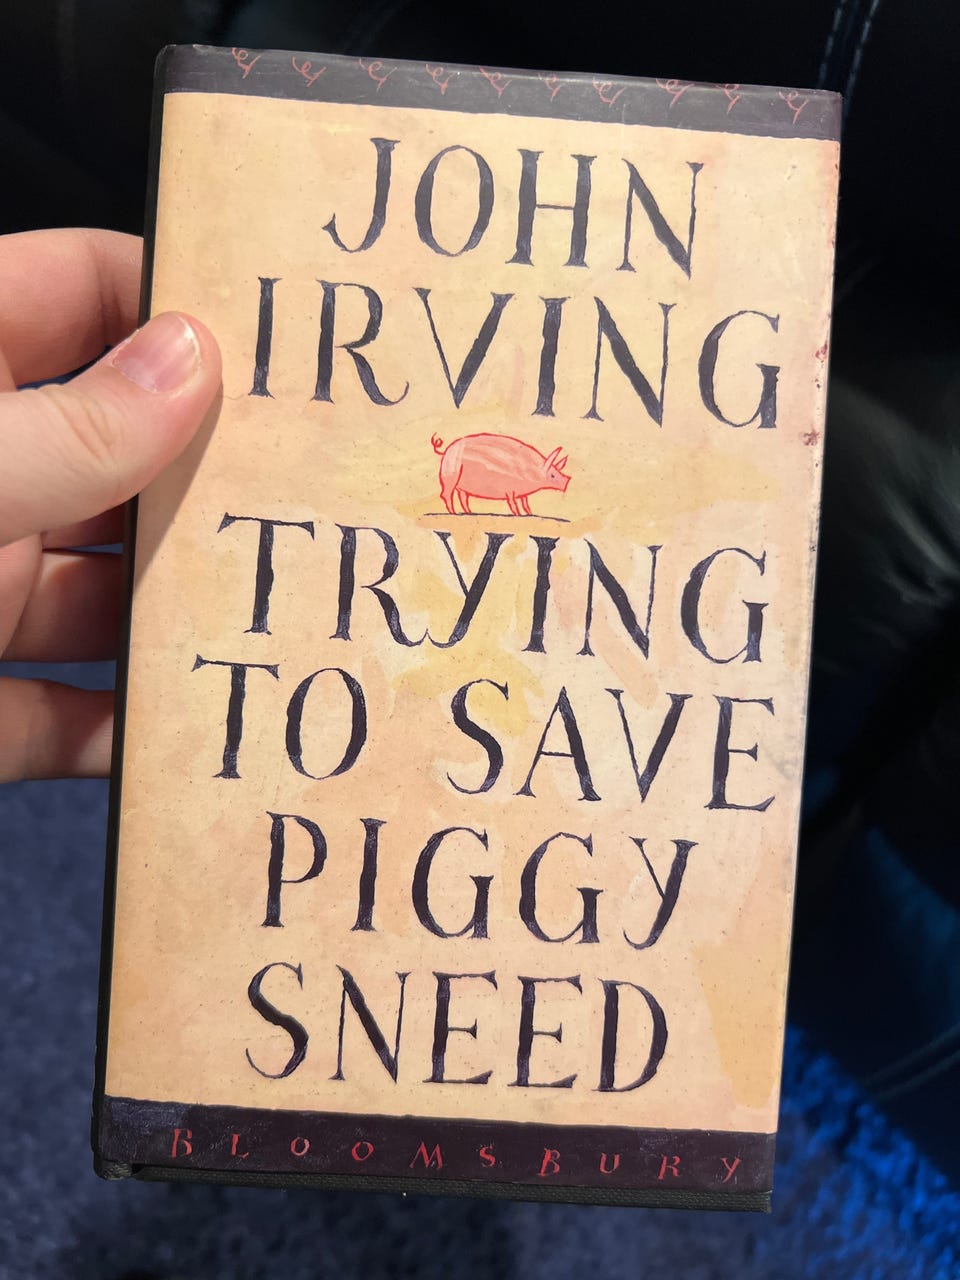 JOHN
IRVING
TRYING
TO SAVE
PIGGY
SNEED
BLOOMSBURY